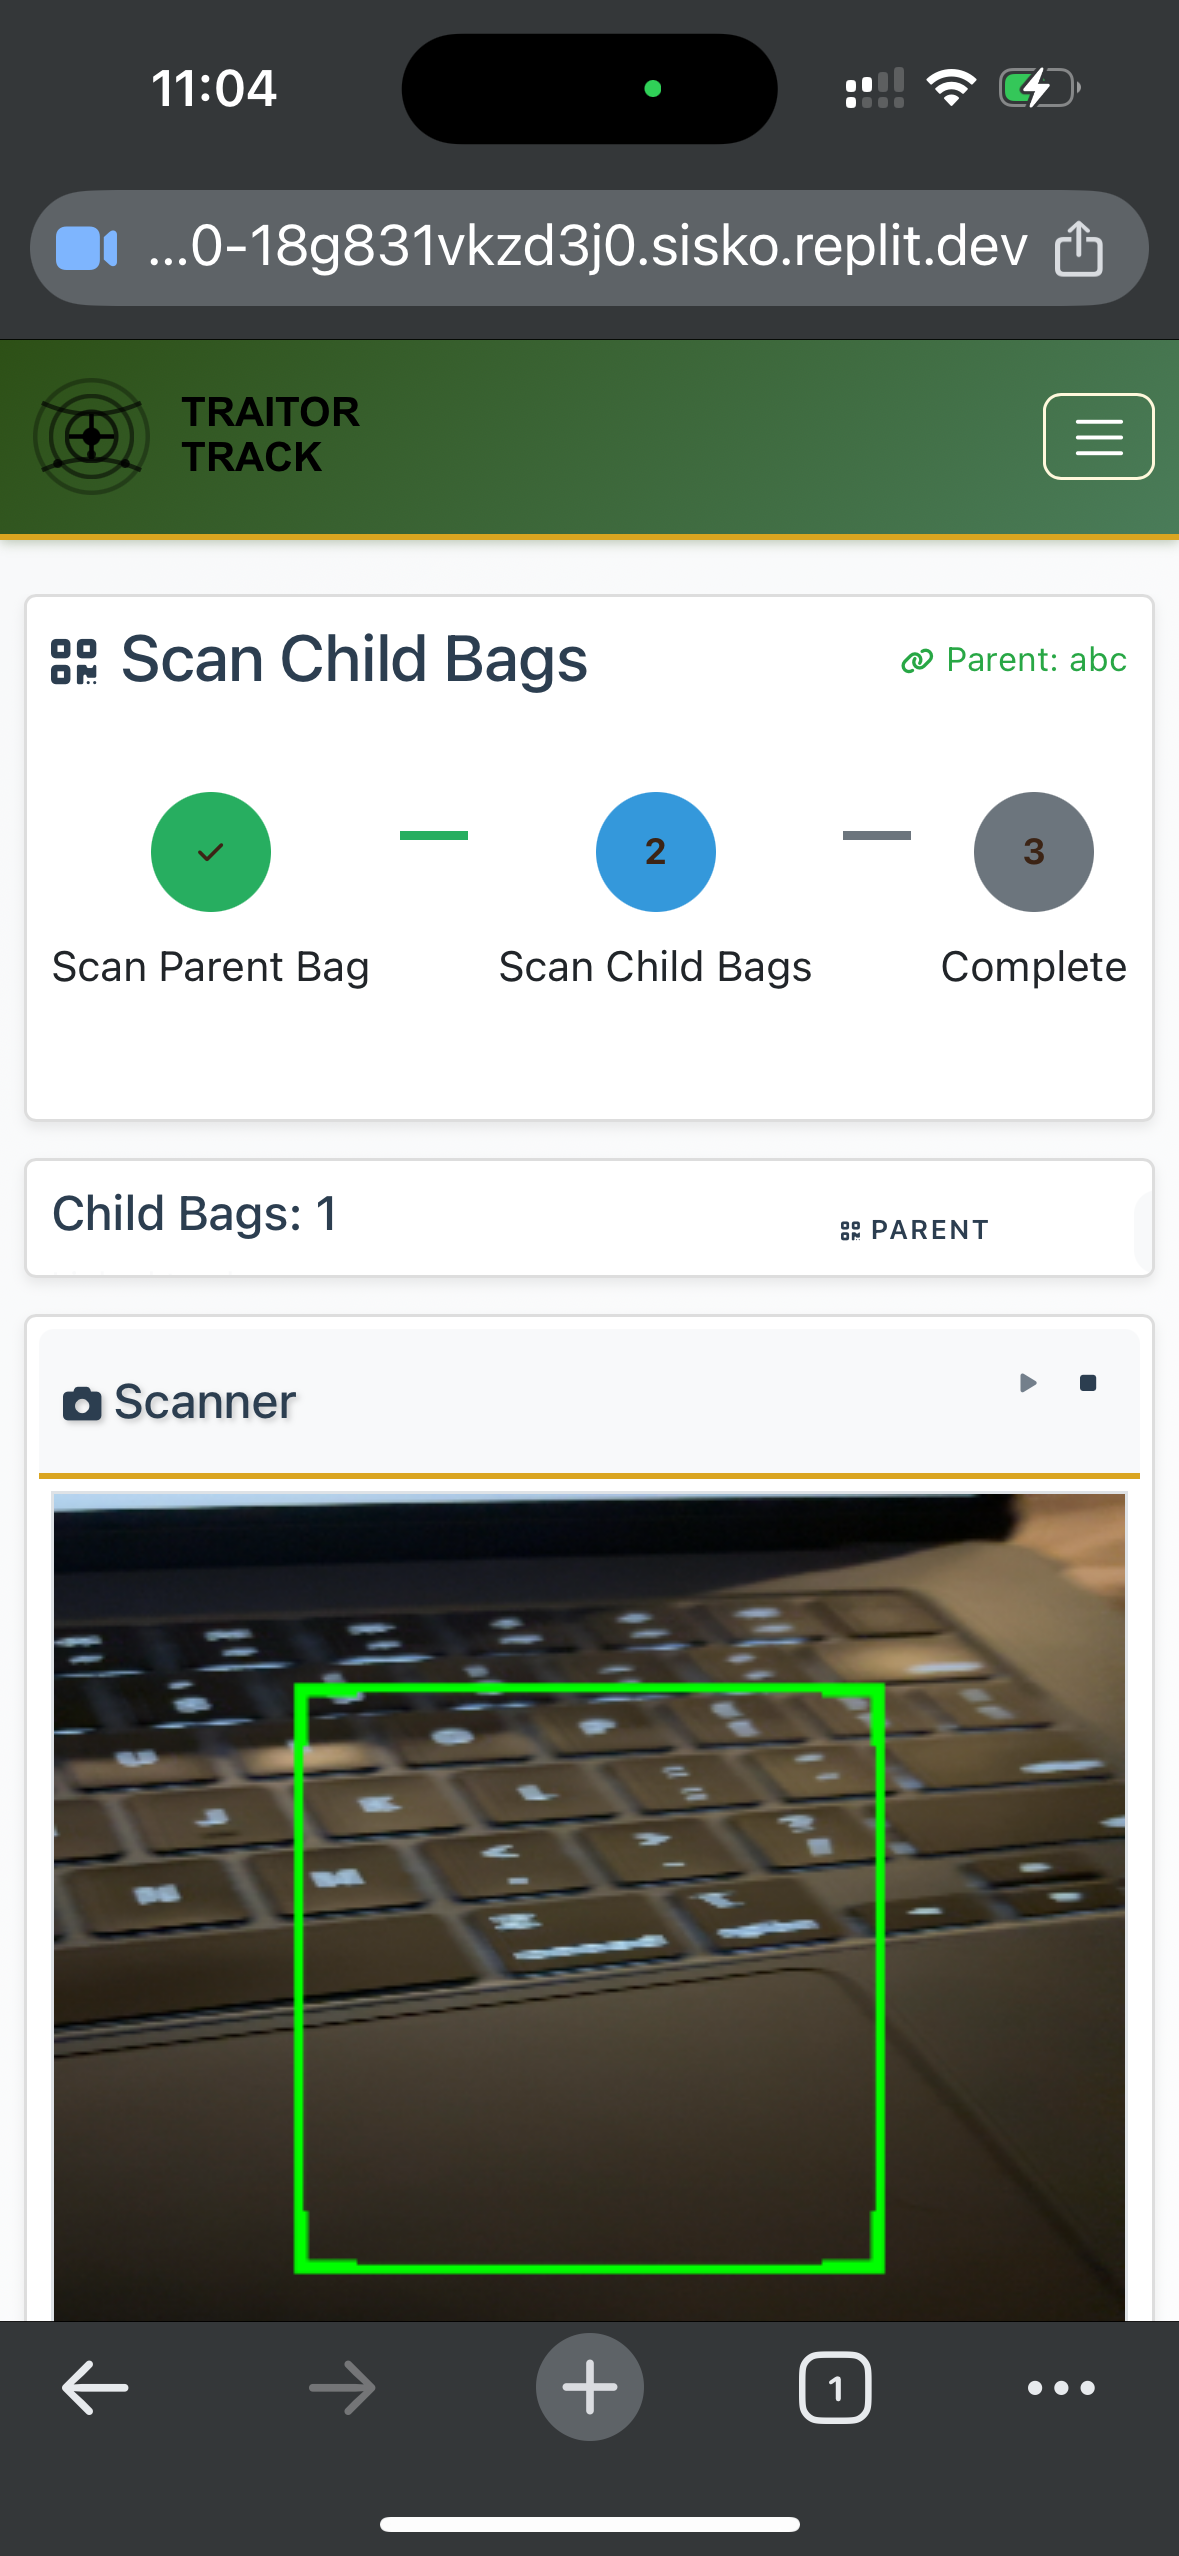 11:04
...0-18g831vkzd3j0.sisko.replit.dev
TRAITOR
TRACK
Scan Child Bags
Parent: abc
2
3
Scan Parent Bag
Scan Child Bags
Complete
Child Bags: 1
PARENT
Scanner
1